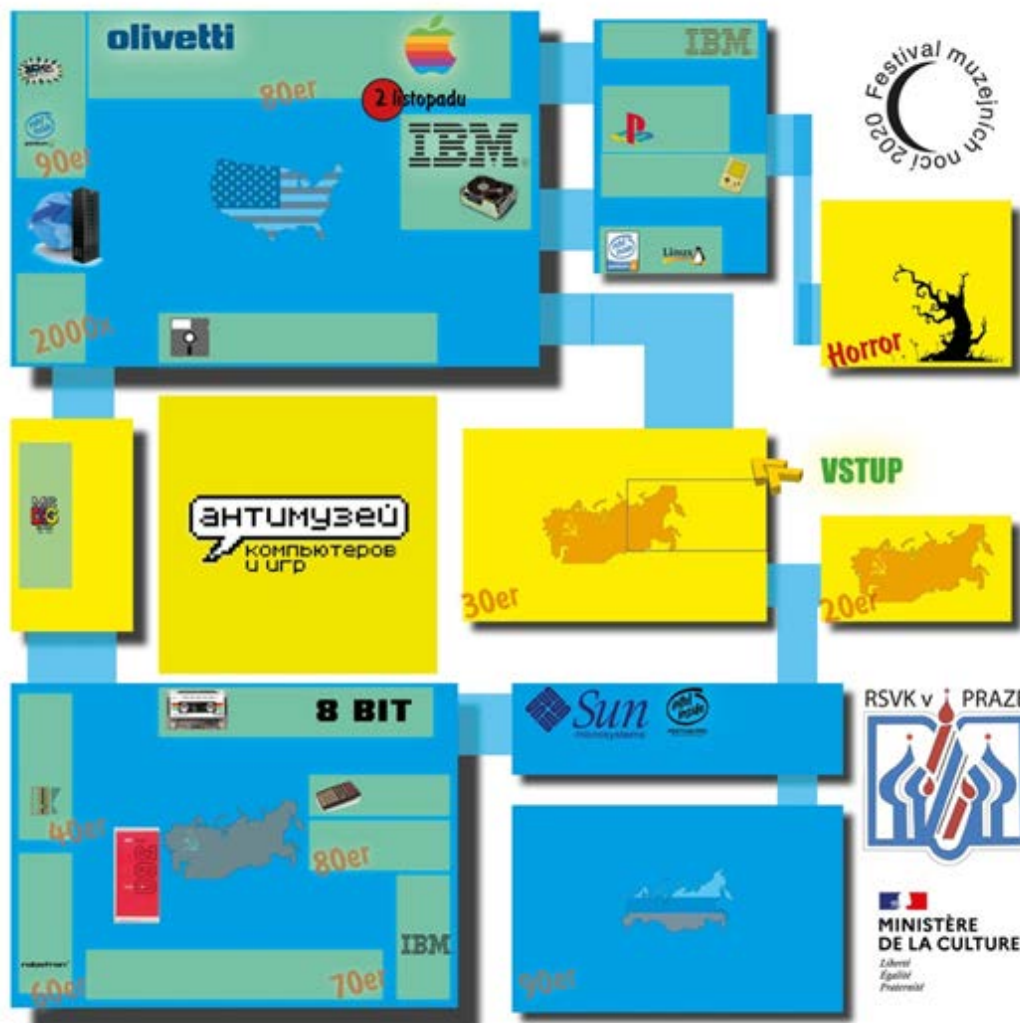 olivetti
80er
2 listopadu
IBM
90er
2000x
IBM
Linux
Festival muzejních nocí 2020
Horror
VSTUP
антимузей
компьютеров
и игр
30er
20er
8 BIT
Sun
microsystems
40er
80er
IBM
robotron
60er
70er
90er
RSVK v PRAZE
MINISTÈRE
DE LA CULTURE
Liberté
Égalité
Fraternité